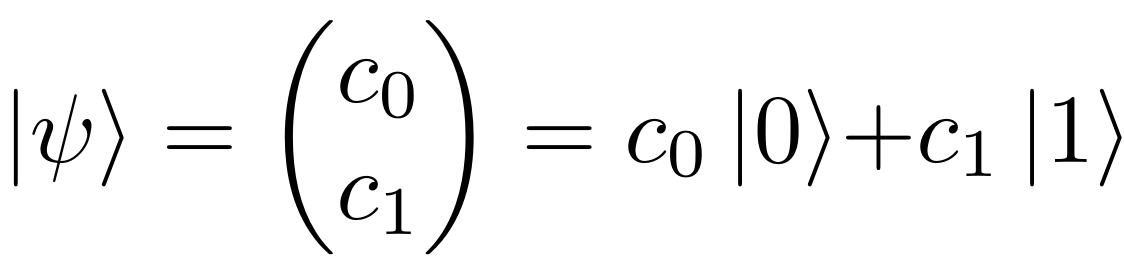 |ψ⟩ = (c₀ c₁) = c₀ |0⟩+c₁ |1⟩